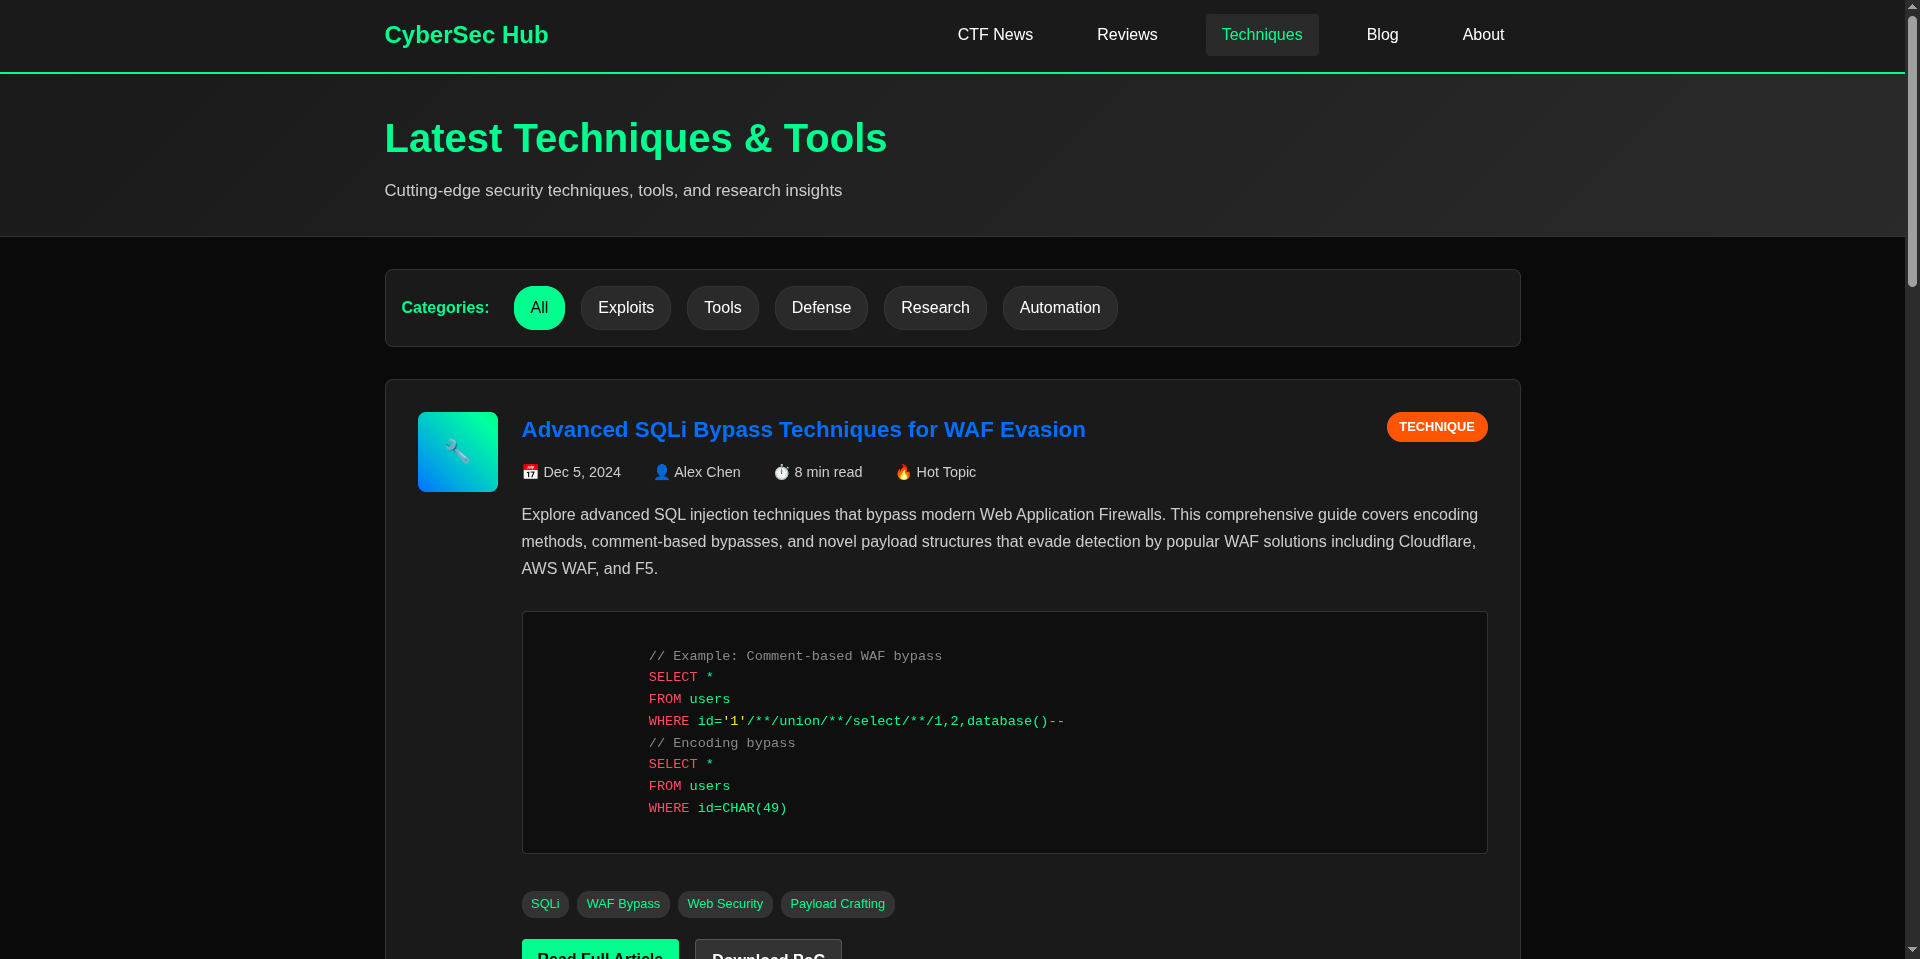 CyberSec Hub
CTF News
Reviews
Techniques
Blog
About
Latest Techniques & Tools
Cutting-edge security techniques, tools, and research insights
Categories:
All
Exploits
Tools
Defense
Research
Automation
Advanced SQLi Bypass Techniques for WAF Evasion
TECHNIQUE
Dec 5, 2024
Alex Chen
8 min read
Hot Topic
Explore advanced SQL injection techniques that bypass modern Web Application Firewalls. This comprehensive guide covers encoding
methods, comment-based bypasses, and novel payload structures that evade detection by popular WAF solutions including Cloudflare,
AWS WAF, and F5.
// Example: Comment-based WAF bypass
SELECT *
FROM users
WHERE id='1'/**/union/**/select/**/1,2,database()--
// Encoding bypass
SELECT *
FROM users
WHERE id=CHAR(49)
SQLi
WAF Bypass
Web Security
Payload Crafting
Read Full Article
Download PoC